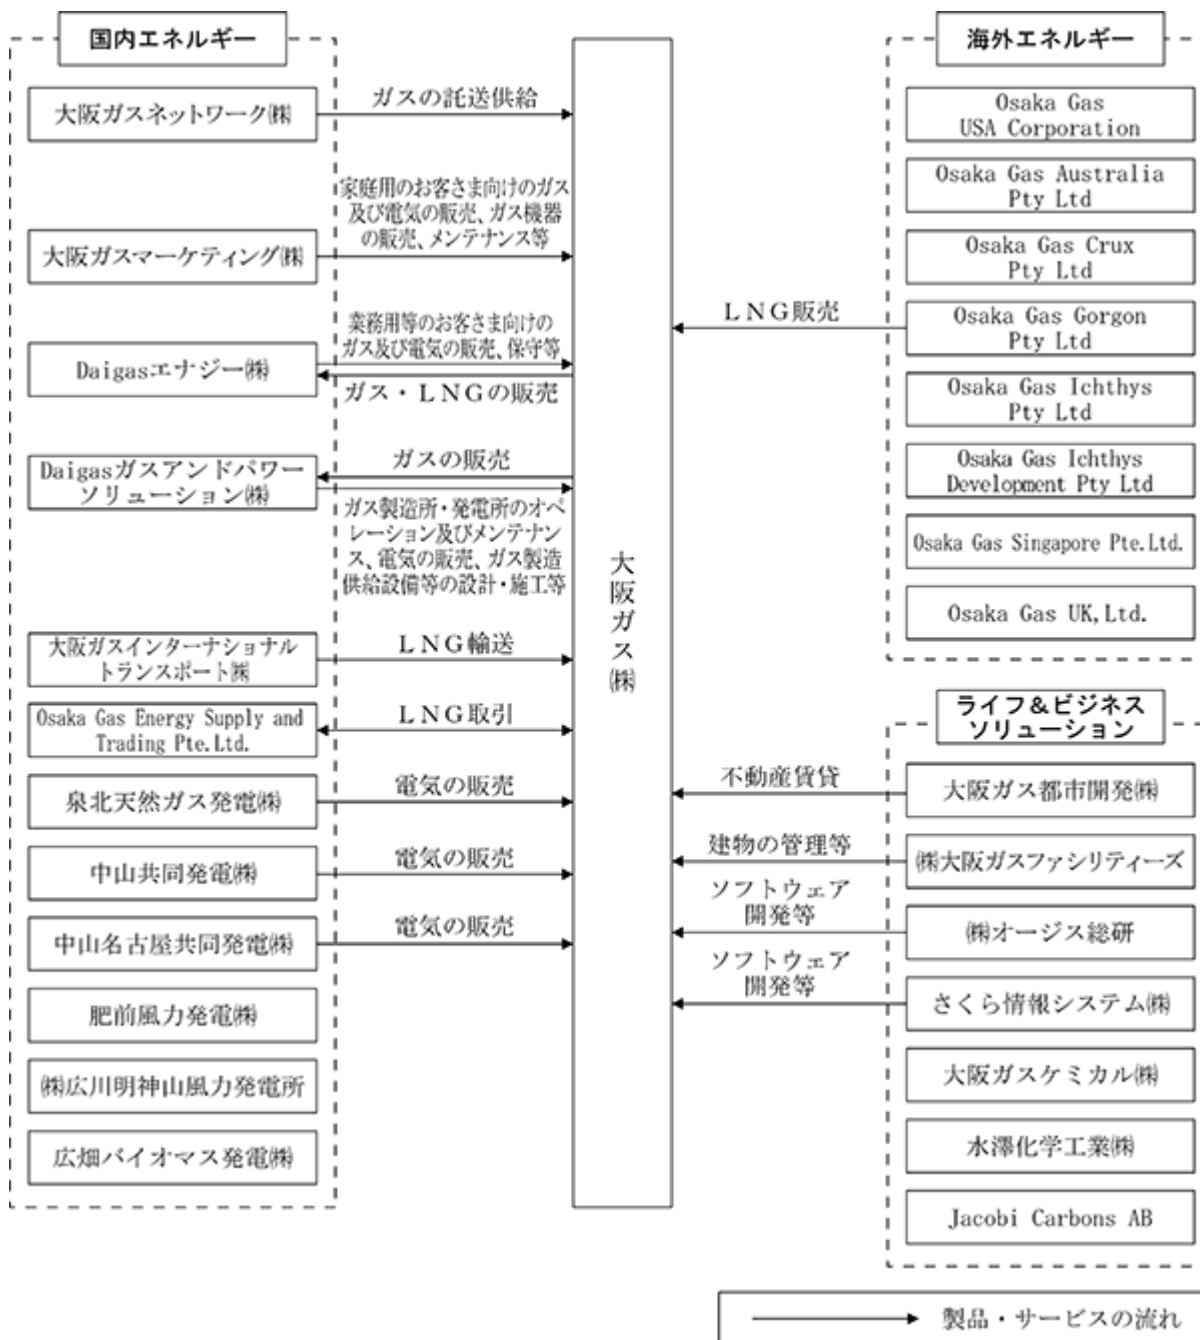 国内エネルギー
大阪ガスネットワーク㈱
ガスの託送供給
家庭用のお客さま向けのガス
及び電気の販売、ガス機器
の販売、メンテナンス等
大阪ガスマーケティング㈱
業務用等のお客さま向けの
ガス及び電気の販売、保守等
Daigasエナジー㈱
ガス・LNGの販売
Daigasガスアンドパワー
ソリューション㈱
ガスの販売
ガス製造所・発電所のオペ
レーション及びメンテナン
ス、電気の販売、ガス製造
供給設備等の設計・施工等
大阪ガスインターナショナル
トランスポート㈱
LNG輸送
Osaka Gas Energy Supply and
Trading Pte.Ltd.
LNG取引
泉北天然ガス発電㈱
電気の販売
中山共同発電㈱
電気の販売
中山名古屋共同発電㈱
電気の販売
肥前風力発電㈱
㈱広川明神山風力発電所
広畑バイオマス発電㈱
大阪ガス㈱
海外エネルギー
Osaka Gas
USA Corporation
Osaka Gas Australia
Pty Ltd
Osaka Gas Crux
Pty Ltd
LNG販売
Osaka Gas Gorgon
Pty Ltd
Osaka Gas Ichthys
Pty Ltd
Osaka Gas Ichthys
Development Pty Ltd
Osaka Gas Singapore Pte.Ltd.
Osaka Gas UK,Ltd.
ライフ&ビジネス
ソリューション
不動産賃貸
大阪ガス都市開発㈱
建物の管理等
㈱大阪ガスファシリティーズ
ソフトウェア
開発等
㈱オージス総研
ソフトウェア
開発等
さくら情報システム㈱
大阪ガスケミカル㈱
水澤化学工業㈱
Jacobi Carbons AB
製品・サービスの流れ